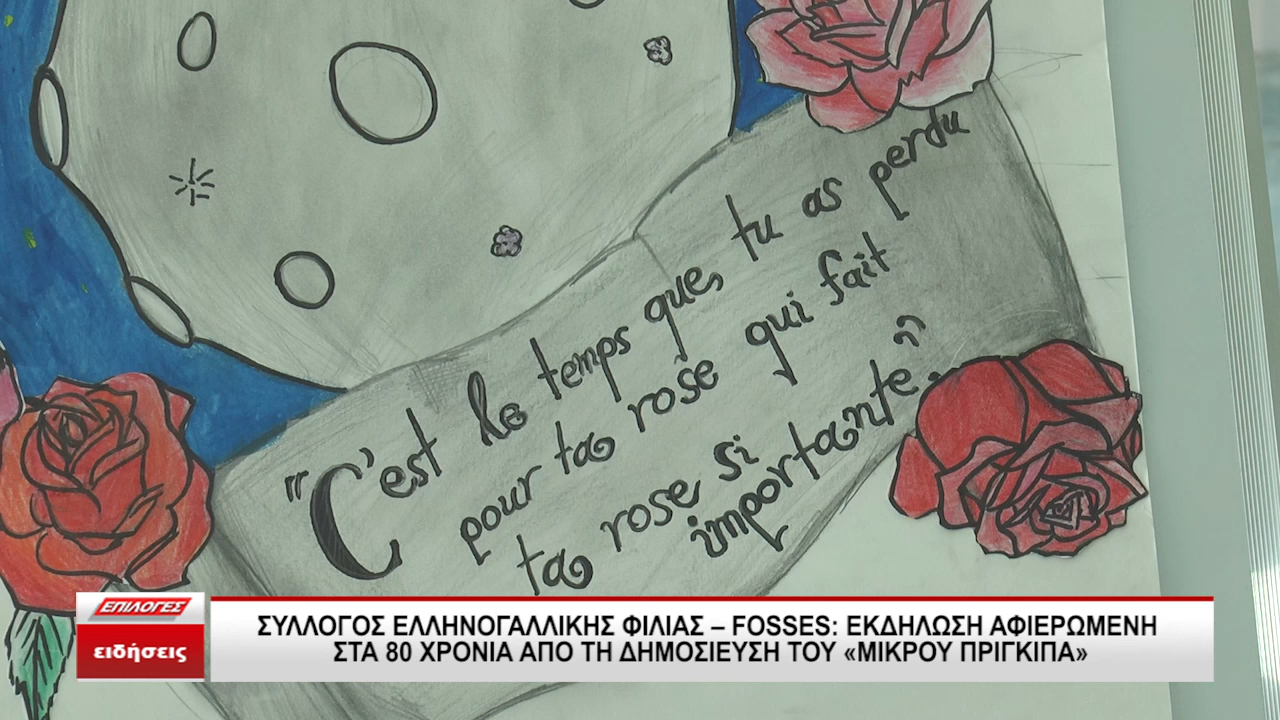 "C'est le temps que tu as perdu
pour ta rose qui fait
ta rose si
importante."
ΕΠΙΛΟΓΕΣ
ειδήσεις
ΣΥΛΛΟΓΟΣ ΕΛΛΗΝΟΓΑΛΛΙΚΗΣ ΦΙΛΙΑΣ – FOSSES: ΕΚΔΗΛΩΣΗ ΑΦΙΕΡΩΜΕΝΗ
ΣΤΑ 80 ΧΡΟΝΙΑ ΑΠΟ ΤΗ ΔΗΜΟΣΙΕΥΣΗ ΤΟΥ «ΜΙΚΡΟΥ ΠΡΙΓΚΙΠΑ»